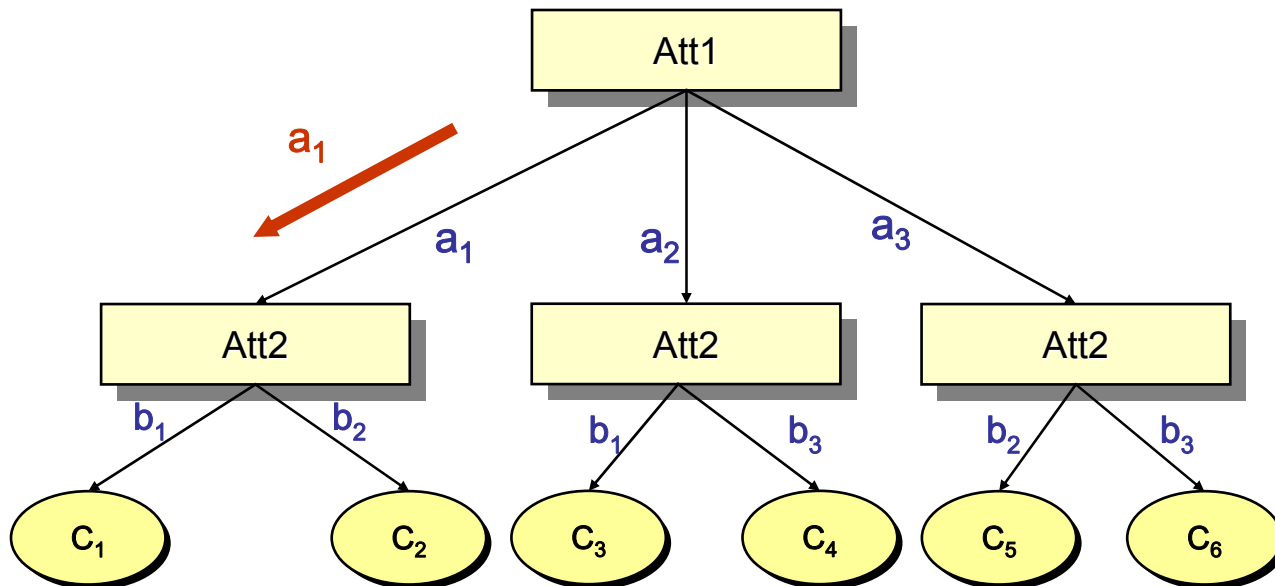 Att1
a₁
a₁ a₂ a₃
Att2 Att2 Att2
b₁ b₂ b₁ b₃ b₂ b₃
C₁ C₂ C₃ C₄ C₅ C₆